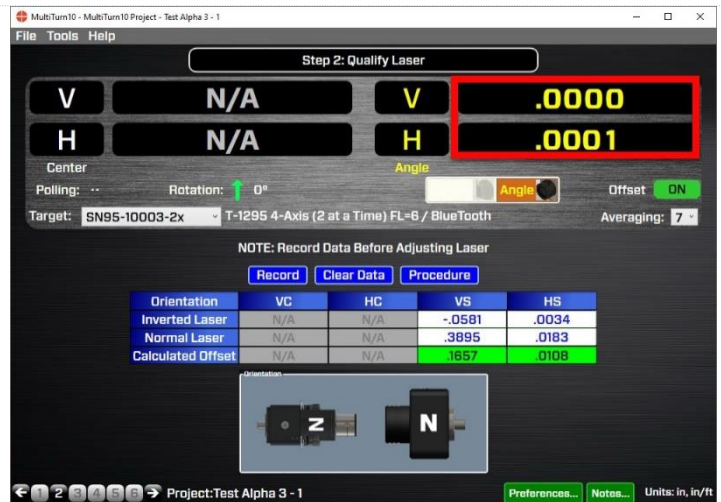 MultiTurn10 - MultiTurn10 Project - Test Alpha 3 - 1
File Tools Help
Step 2: Qualify Laser
V N/A V .0000
H N/A H .0001
Center Angle
Polling: ·· Rotation: 0° Angle Offset ON
Target: SN95-10003-2x T-1295 4-Axis (2 at a Time) FL=6 / BlueTooth Averaging: 7
NOTE: Record Data Before Adjusting Laser
Record Clear Data Procedure
Orientation VC HC VS HS
Inverted Laser N/A N/A -.0581 .0034
Normal Laser N/A N/A .3895 .0183
Calculated Offset N/A N/A .1657 .0108
Orientation
N N
1 2 3 4 5 6 Project:Test Alpha 3 - 1 Preferences... Notes... Units: in, in/ft